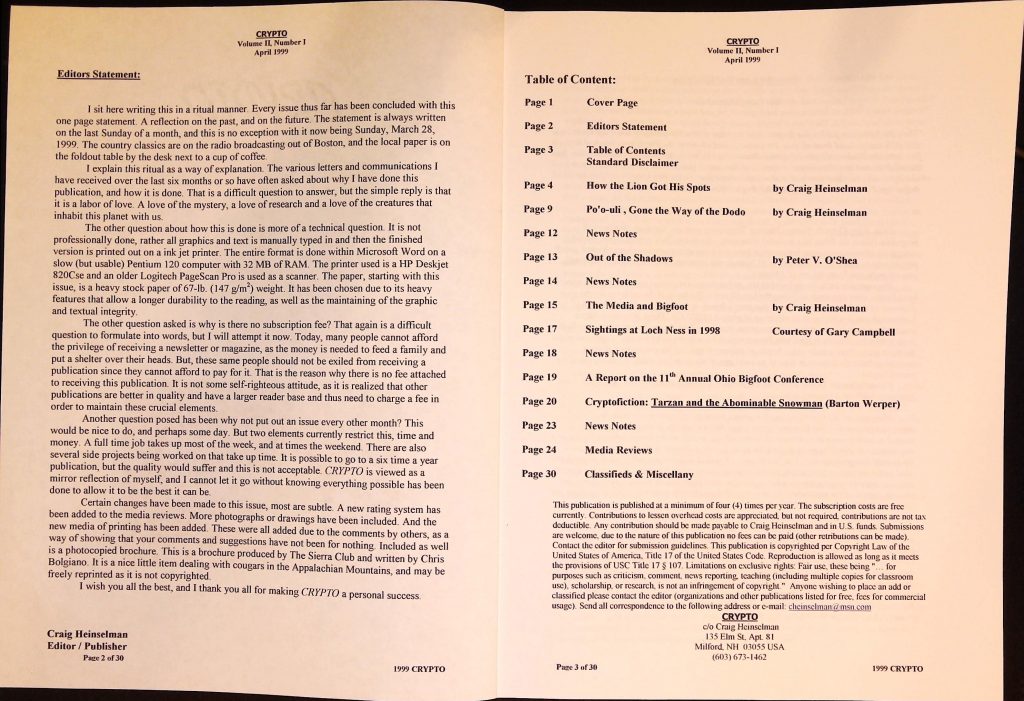 CRYPTO
Volume II, Number I
April 1999
Editors Statement:
I sit here writing this in a ritual manner. Every issue thus far has been concluded with this
one page statement. A reflection on the past, and on the future. The statement is always written
on the last Sunday of a month, and this is no exception with it now being Sunday, March 28,
1999. The country classics are on the radio broadcasting out of Boston, and the local paper is on
the foldout table by the desk next to a cup of coffee.
I explain this ritual as a way of explanation. The various letters and communications I
have received over the last six months or so have often asked about why I have done this
publication, and how it is done. That is a difficult question to answer, but the simple reply is that
it is a labor of love. A love of the mystery, a love of research and a love of the creatures that
inhabit this planet with us.
The other question about how this is done is more of a technical question. It is not
professionally done, rather all graphics and text is manually typed in and then the finished
version is printed out on a ink jet printer. The entire format is done within Microsoft Word on a
slow (but usable) Pentium 120 computer with 32 MB of RAM. The printer used is a HP Deskjet
820Cse and an older Logitech PageScan Pro is used as a scanner. The paper, starting with this
issue, is a heavy stock paper of 67-lb. (147 g/m²) weight. It has been chosen due to its heavy
features that allow a longer durability to the reading, as well as the maintaining of the graphic
and textual integrity.
The other question asked is why is there no subscription fee? That again is a difficult
question to formulate into words, but I will attempt it now. Today, many people cannot afford
the privilege of receiving a newsletter or magazine, as the money is needed to feed a family and
put a shelter over their heads. But, these same people should not be exiled from receiving a
publication since they cannot afford to pay for it. That is the reason why there is no fee attached
to receiving this publication. It is not some self-righteous attitude, as it is realized that other
publications are better in quality and have a larger reader base and thus need to charge a fee in
order to maintain these crucial elements.
Another question posed has been why not put out an issue every other month? This
would be nice to do, and perhaps some day. But two elements currently restrict this, time and
money. A full time job takes up most of the week, and at times the weekend. There are also
several side projects being worked on that take up time. It is possible to go to a six time a year
publication, but the quality would suffer and this is not acceptable. CRYPTO is viewed as a
mirror reflection of myself, and I cannot let it go without knowing everything possible has been
done to allow it to be the best it can be.
Certain changes have been made to this issue, most are subtle. A new rating system has
been added to the media reviews. More photographs or drawings have been included. And the
new media of printing has been added. These were all added due to the comments by others, as a
way of showing that your comments and suggestions have not been for nothing. Included as well
is a photocopied brochure. This is a brochure produced by The Sierra Club and written by Chris
Bolgiano. It is a nice little item dealing with cougars in the Appalachian Mountains, and may be
freely reprinted as it is not copyrighted.
I wish you all the best, and I thank you all for making CRYPTO a personal success.
Craig Heinselman
Editor / Publisher
Page 2 of 30
1999 CRYPTO
CRYPTO
Volume II, Number I
April 1999
Table of Content:
Page 1 Cover Page
Page 2 Editors Statement
Page 3 Table of Contents
Standard Disclaimer
Page 4 How the Lion Got His Spots by Craig Heinselman
Page 9 Po'o-uli , Gone the Way of the Dodo by Craig Heinselman
Page 12 News Notes
Page 13 Out of the Shadows by Peter V. O'Shea
Page 14 News Notes
Page 15 The Media and Bigfoot by Craig Heinselman
Page 17 Sightings at Loch Ness in 1998 Courtesy of Gary Campbell
Page 18 News Notes
Page 19 A Report on the 11th Annual Ohio Bigfoot Conference
Page 20 Cryptofiction: Tarzan and the Abominable Snowman (Barton Werper)
Page 23 News Notes
Page 24 Media Reviews
Page 30 Classifieds & Miscellany
This publication is published at a minimum of four (4) times per year. The subscription costs are free
currently. Contributions to lessen overhead costs are appreciated, but not required, contributions are not tax
deductible. Any contribution should be made payable to Craig Heinselman and in U.S. funds. Submissions
are welcome, due to the nature of this publication no fees can be paid (other retributions can be made).
Contact the editor for submission guidelines. This publication is copyrighted per Copyright Law of the
United States of America, Title 17 of the United States Code. Reproduction is allowed as long as it meets
the provisions of USC Title 17 § 107. Limitations on exclusive rights: Fair use, these being "... for
purposes such as criticism, comment, news reporting, teaching (including multiple copies for classroom
use), scholarship, or research, is not an infringement of copyright." Anyone wishing to place an add or
classified please contact the editor (organizations and other publications listed for free, fees for commercial
usage). Send all correspondence to the following address or e-mail: cheinselman@msn.com
CRYPTO
c/o Craig Heinselman
135 Elm St. Apt. 81
Milford, NH 03055 USA
(603) 673-1462
Page 3 of 30
1999 CRYPTO